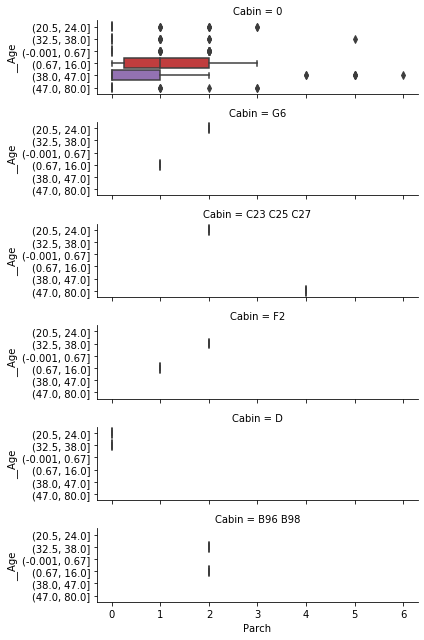 Cabin = 0
(20.5, 24.0]
(32.5, 38.0]
(-0.001, 0.67]
(0.67, 16.0]
(38.0, 47.0]
(47.0, 80.0]
__Age
Cabin = G6
(20.5, 24.0]
(32.5, 38.0]
(-0.001, 0.67]
(0.67, 16.0]
(38.0, 47.0]
(47.0, 80.0]
__Age
Cabin = C23 C25 C27
(20.5, 24.0]
(32.5, 38.0]
(-0.001, 0.67]
(0.67, 16.0]
(38.0, 47.0]
(47.0, 80.0]
__Age
Cabin = F2
(20.5, 24.0]
(32.5, 38.0]
(-0.001, 0.67]
(0.67, 16.0]
(38.0, 47.0]
(47.0, 80.0]
__Age
Cabin = D
(20.5, 24.0]
(32.5, 38.0]
(-0.001, 0.67]
(0.67, 16.0]
(38.0, 47.0]
(47.0, 80.0]
__Age
Cabin = B96 B98
(20.5, 24.0]
(32.5, 38.0]
(-0.001, 0.67]
(0.67, 16.0]
(38.0, 47.0]
(47.0, 80.0]
__Age
0 1 2 3 4 5 6
Parch